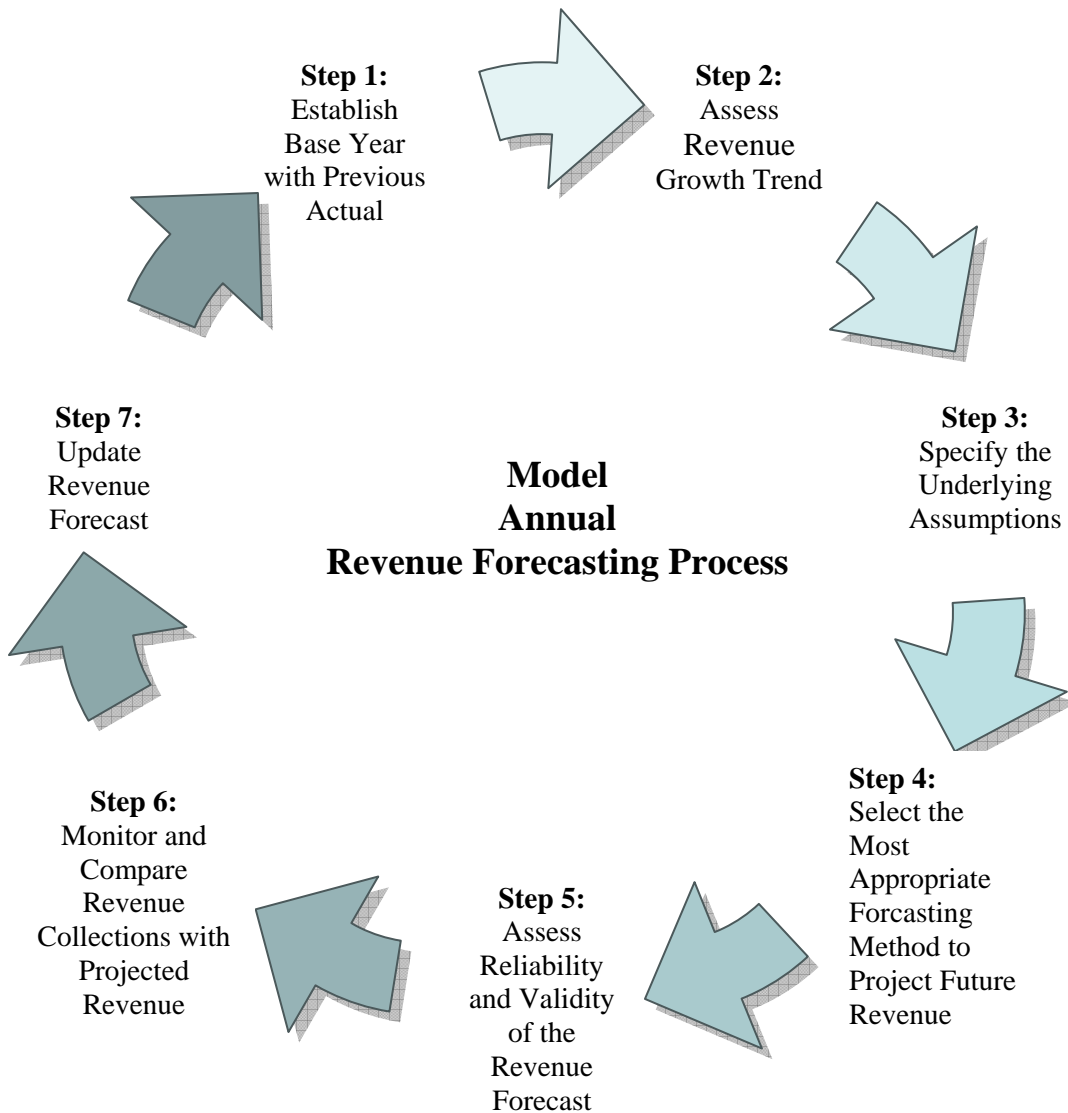 Step 1:
Establish
Base Year
with Previous
Actual
Step 2:
Assess
Revenue
Growth Trend
Step 3:
Specify the
Underlying
Assumptions
Step 4:
Select the
Most
Appropriate
Forcasting
Method to
Project Future
Revenue
Step 5:
Assess
Reliability
and Validity
of the
Revenue
Forecast
Step 6:
Monitor and
Compare
Revenue
Collections with
Projected
Revenue
Step 7:
Update
Revenue
Forecast
Model
Annual
Revenue Forecasting Process